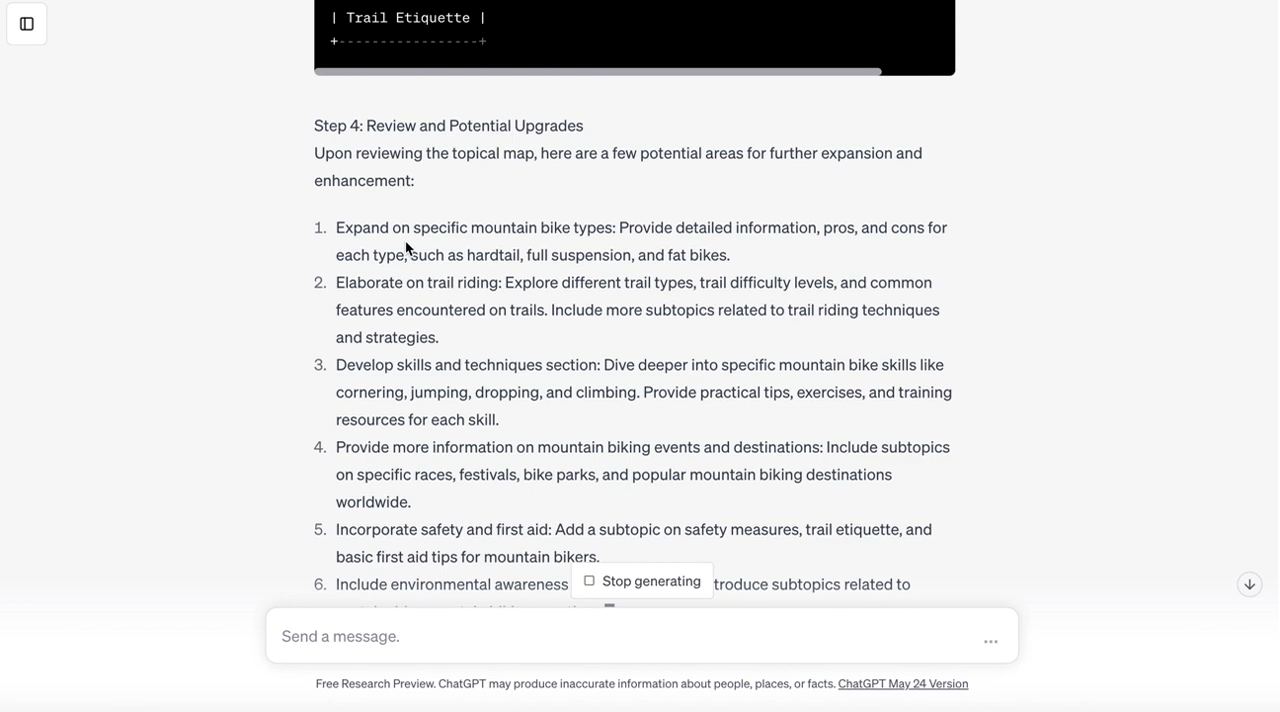 | Trail Etiquette |
+-----------------+
Step 4: Review and Potential Upgrades
Upon reviewing the topical map, here are a few potential areas for further expansion and
enhancement:
1. Expand on specific mountain bike types: Provide detailed information, pros, and cons for
each type, such as hardtail, full suspension, and fat bikes.
2. Elaborate on trail riding: Explore different trail types, trail difficulty levels, and common
features encountered on trails. Include more subtopics related to trail riding techniques
and strategies.
3. Develop skills and techniques section: Dive deeper into specific mountain bike skills like
cornering, jumping, dropping, and climbing. Provide practical tips, exercises, and training
resources for each skill.
4. Provide more information on mountain biking events and destinations: Include subtopics
on specific races, festivals, bike parks, and popular mountain biking destinations
worldwide.
5. Incorporate safety and first aid: Add a subtopic on safety measures, trail etiquette, and
basic first aid tips for mountain bikers.
Stop generating
6. Include environmental awareness troduce subtopics related to
Send a message.
Free Research Preview. ChatGPT may produce inaccurate information about people, places, or facts. ChatGPT May 24 Version